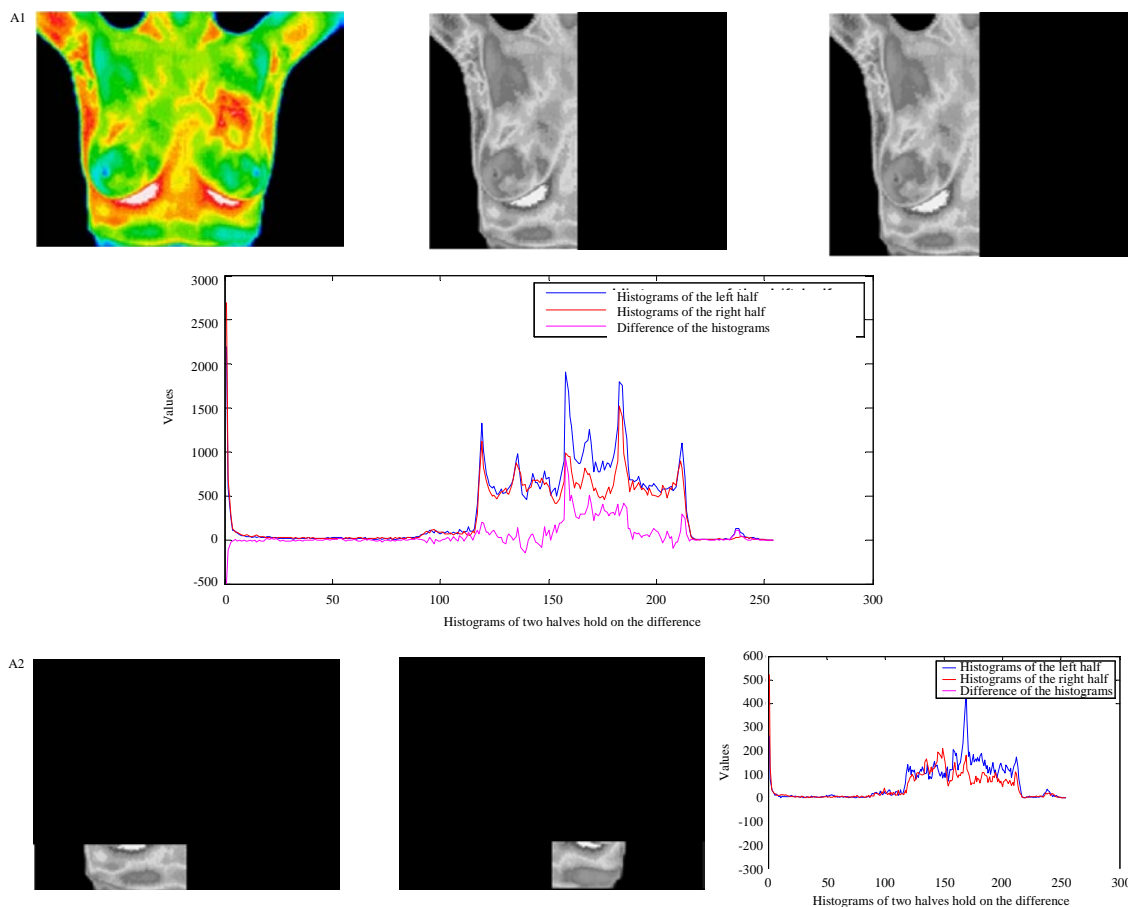 A1
Histograms of the left half
Histograms of the right half
Difference of the histograms
3000
2500
2000
1500
1000
500
0
-500
Values
0 50 100 150 200 250 300
Histograms of two halves hold on the difference
A2
Histograms of the left half
Histograms of the right half
Difference of the histograms
600
500
400
300
200
100
0
-100
-200
-300
Values
0 50 100 150 200 250 300
Histograms of two halves hold on the difference